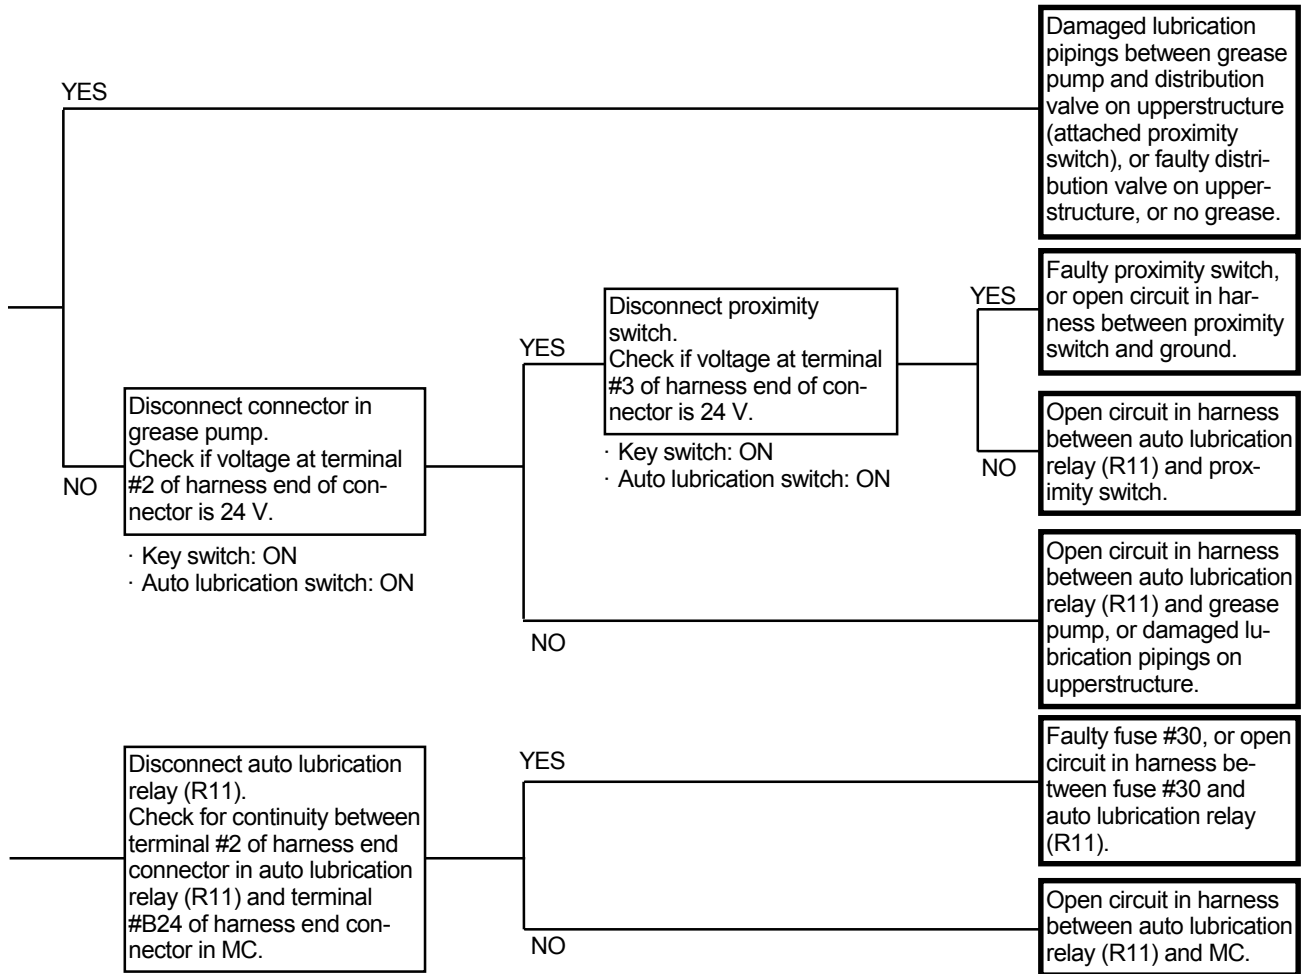 Damaged lubrication
pipings between grease
pump and distribution
valve on upperstructure
(attached proximity
switch), or faulty distri-
bution valve on upper-
structure, or no grease.
YES
Faulty proximity switch,
or open circuit in har-
ness between proximity
switch and ground.
YES
Disconnect proximity
switch.
Check if voltage at terminal
#3 of harness end of con-
nector is 24 V.
· Key switch: ON
· Auto lubrication switch: ON
YES
Open circuit in harness
between auto lubrication
relay (R11) and prox-
imity switch.
NO
Disconnect connector in
grease pump.
Check if voltage at terminal
#2 of harness end of con-
nector is 24 V.
· Key switch: ON
· Auto lubrication switch: ON
NO
Open circuit in harness
between auto lubrication
relay (R11) and grease
pump, or damaged lu-
brication pipings on
upperstructure.
NO
Disconnect auto lubrication
relay (R11).
Check for continuity between
terminal #2 of harness end
connector in auto lubrication
relay (R11) and terminal
#B24 of harness end con-
nector in MC.
YES
Faulty fuse #30, or open
circuit in harness be-
tween fuse #30 and
auto lubrication relay
(R11).
NO
Open circuit in harness
between auto lubrication
relay (R11) and MC.